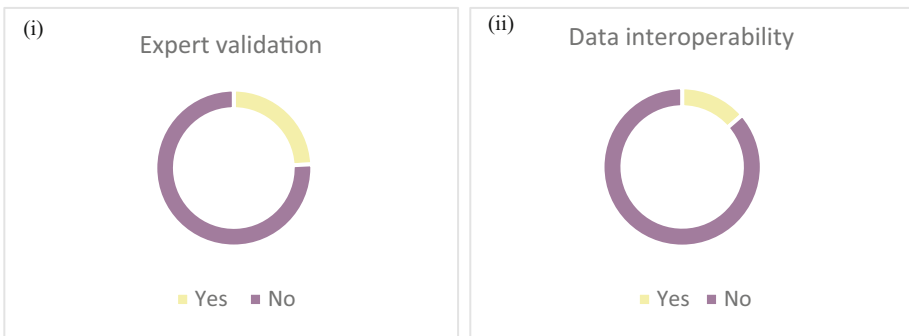 (i)
Expert validation
Yes No
(ii)
Data interoperability
Yes No